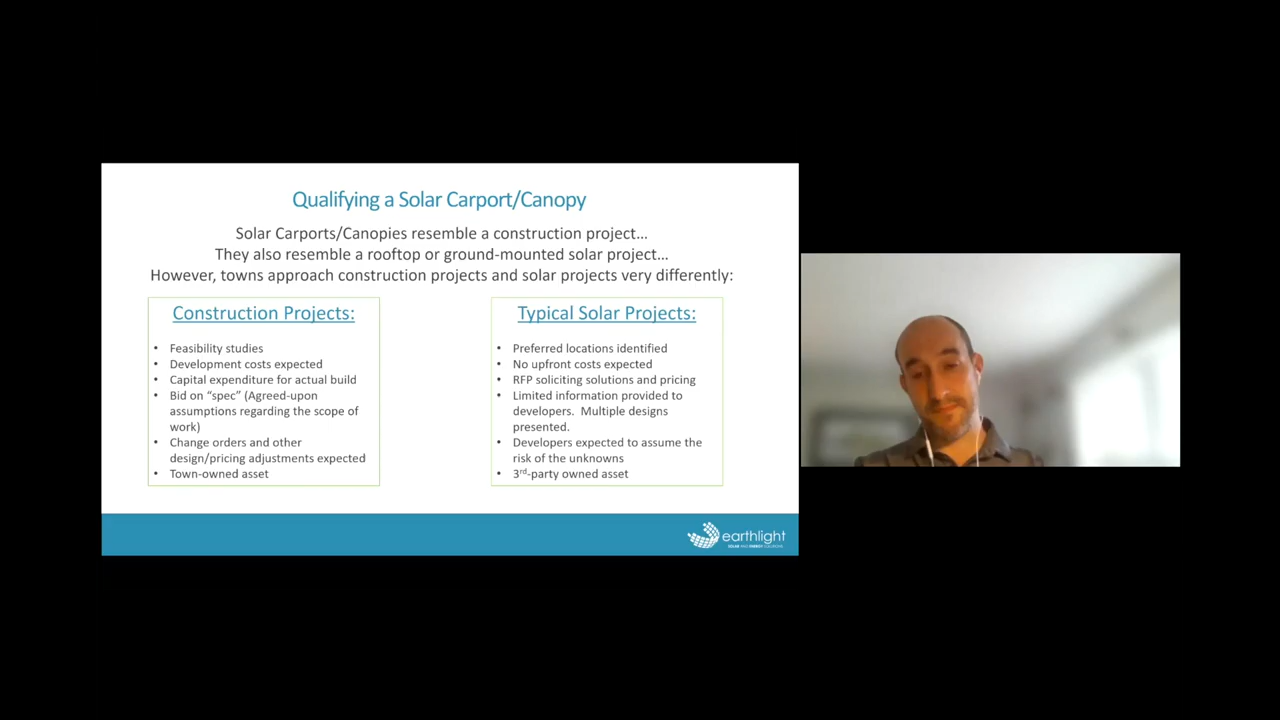 Qualifying a Solar Carport/Canopy
Solar Carports/Canopies resemble a construction project…
They also resemble a rooftop or ground-mounted solar project…
However, towns approach construction projects and solar projects very differently:
Construction Projects:
• Feasibility studies
• Development costs expected
• Capital expenditure for actual build
• Bid on “spec” (Agreed-upon
assumptions regarding the scope of
work)
• Change orders and other
design/pricing adjustments expected
• Town-owned asset
Typical Solar Projects:
• Preferred locations identified
• No upfront costs expected
• RFP soliciting solutions and pricing
• Limited information provided to
developers. Multiple designs
presented.
• Developers expected to assume the
risk of the unknowns
• 3rd-party owned asset
earthlight
SOLAR AND ENERGY SOLUTIONS